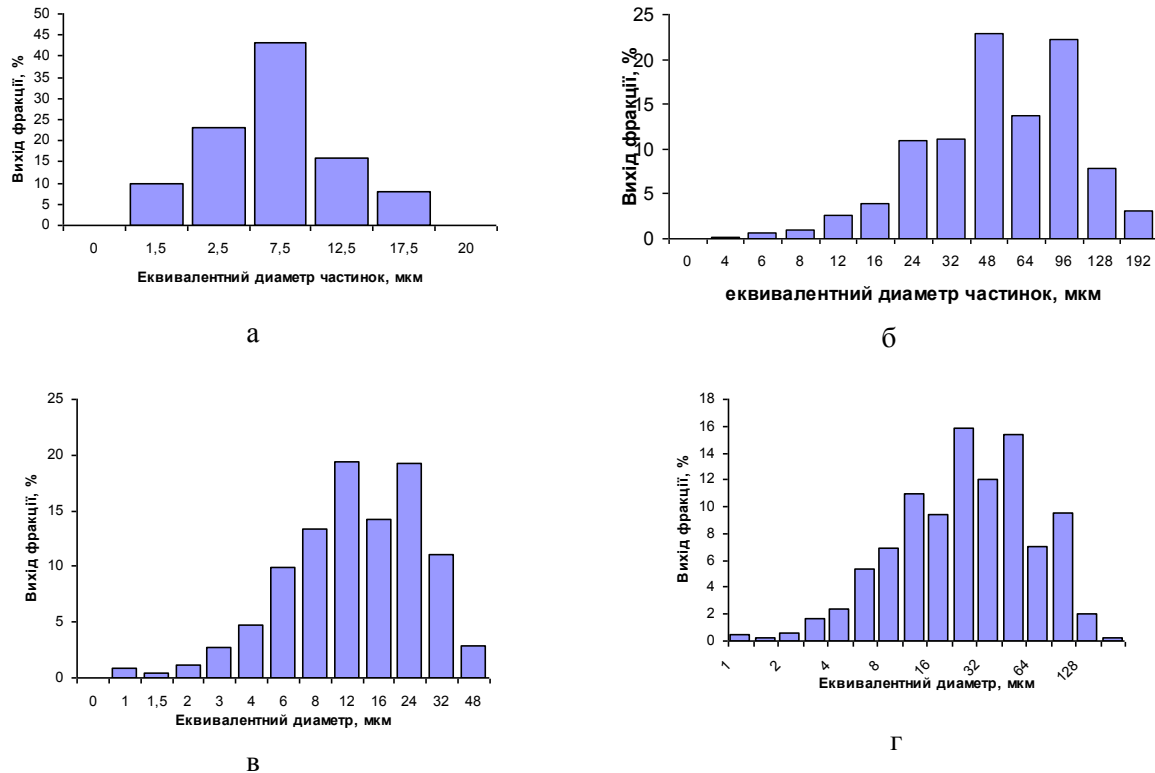 50
45
40
35
30
25
20
15
10
5
0
Вихід фракції, %
0 1,5 2,5 7,5 12,5 17,5 20
Еквивалентний диаметр частинок, мкм
а
25
20
15
10
5
0
Вихід фракції, %
0 4 6 8 12 16 24 32 48 64 96 128 192
еквивалентний диаметр частинок, мкм
б
25
20
15
10
5
0
Вихід фракції, %
0 1 1,5 2 3 4 6 8 12 16 24 32 48
Еквивалентний диаметр, мкм
в
18
16
14
12
10
8
6
4
2
0
Вихід фракції, %
1 2 4 8 16 32 64 128
Еквивалентний диаметр, мкм
г